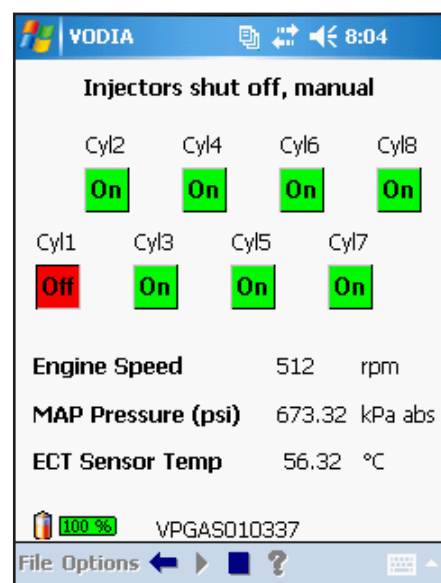 VODIA 8:04
Injectors shut off, manual
Cyl2 Cyl4 Cyl6 Cyl8
On On On On
Cyl1 Cyl3 Cyl5 Cyl7
Off On On On
Engine Speed 512 rpm
MAP Pressure (psi) 673.32 kPa abs
ECT Sensor Temp 56.32 °C
100 % VPGAS010337
File Options ?